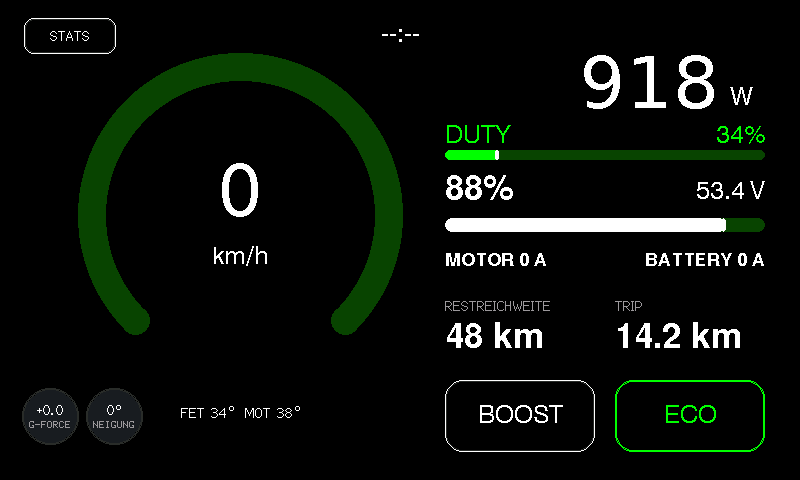 STATS
--:--
918 W
DUTY 34%
88% 53.4 V
0
km/h
MOTOR 0 A BATTERY 0 A
RESTREICHWEITE TRIP
48 km 14.2 km
+0.0 0°
G-FORCE NEIGUNG
FET 34° MOT 38°
BOOST ECO